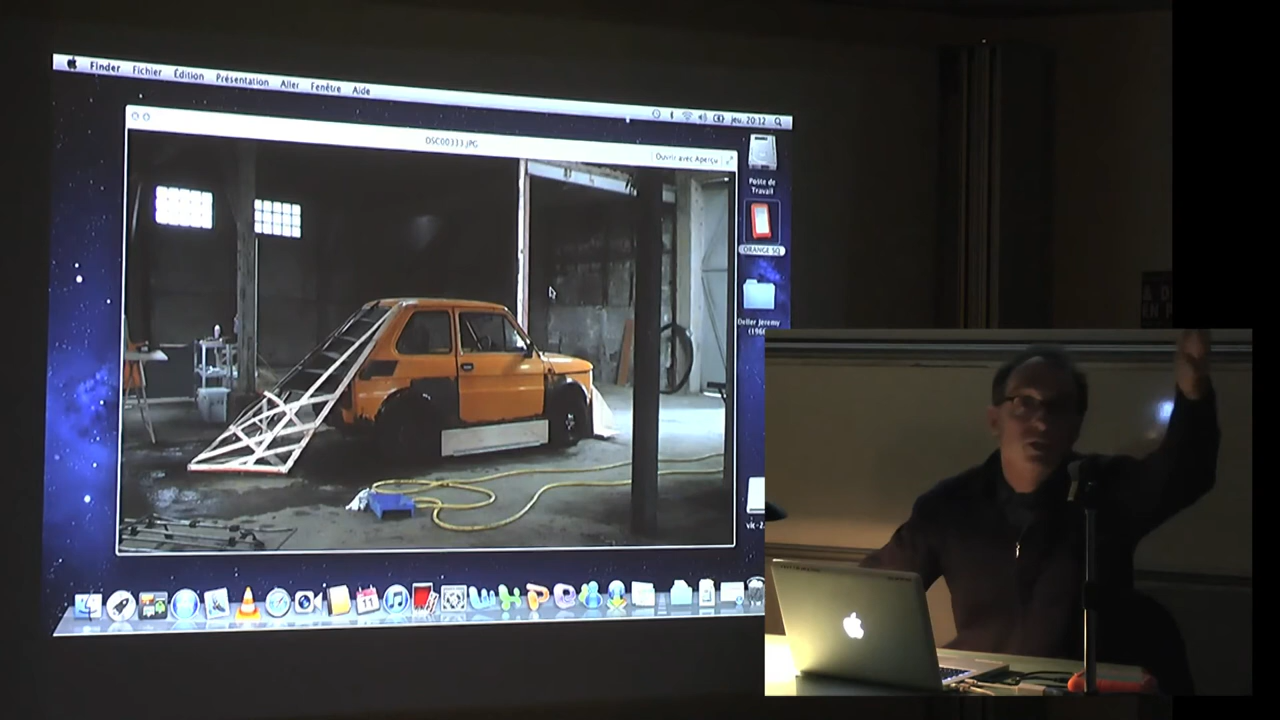 Finder Fichier Édition Présentation Aller Fenêtre Aide
jeu. 20:12
DSC00333.JPG
Ouvrir avec Aperçu
Poste de
Travail
ORANGE SQ
Deller Jeremy